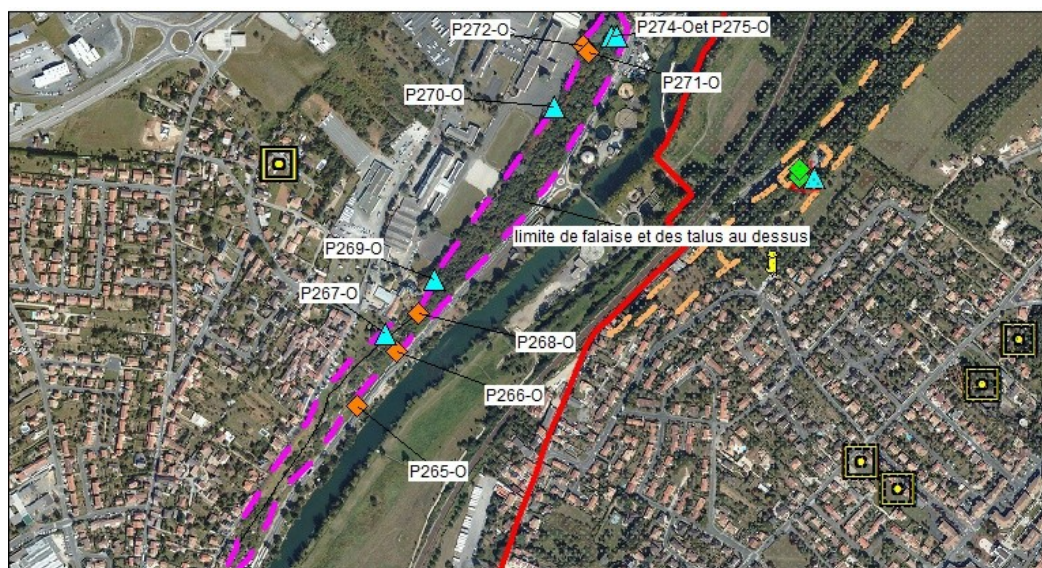 P272-O
P274-Oet P275-O
P271-O
P270-O
limite de falaise et des talus au dessus
P269-O
P267-O
P268-O
P266-O
P265-O